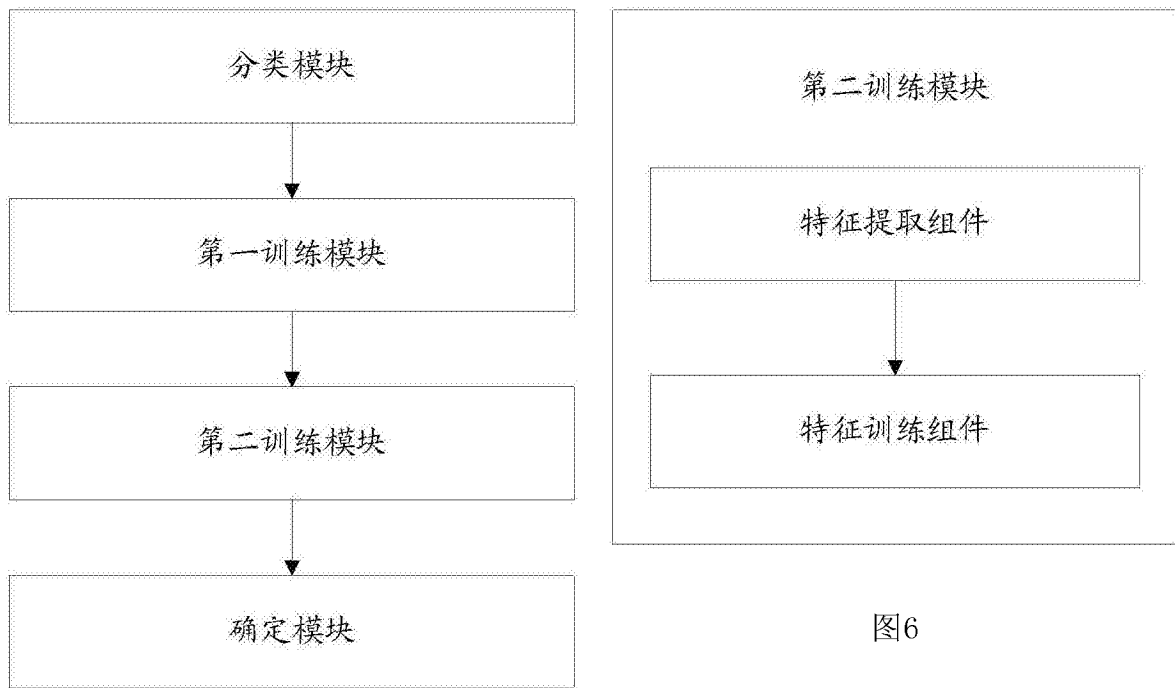 分类模块
第一训练模块
第二训练模块
确定模块
第二训练模块
特征提取组件
特征训练组件
图6